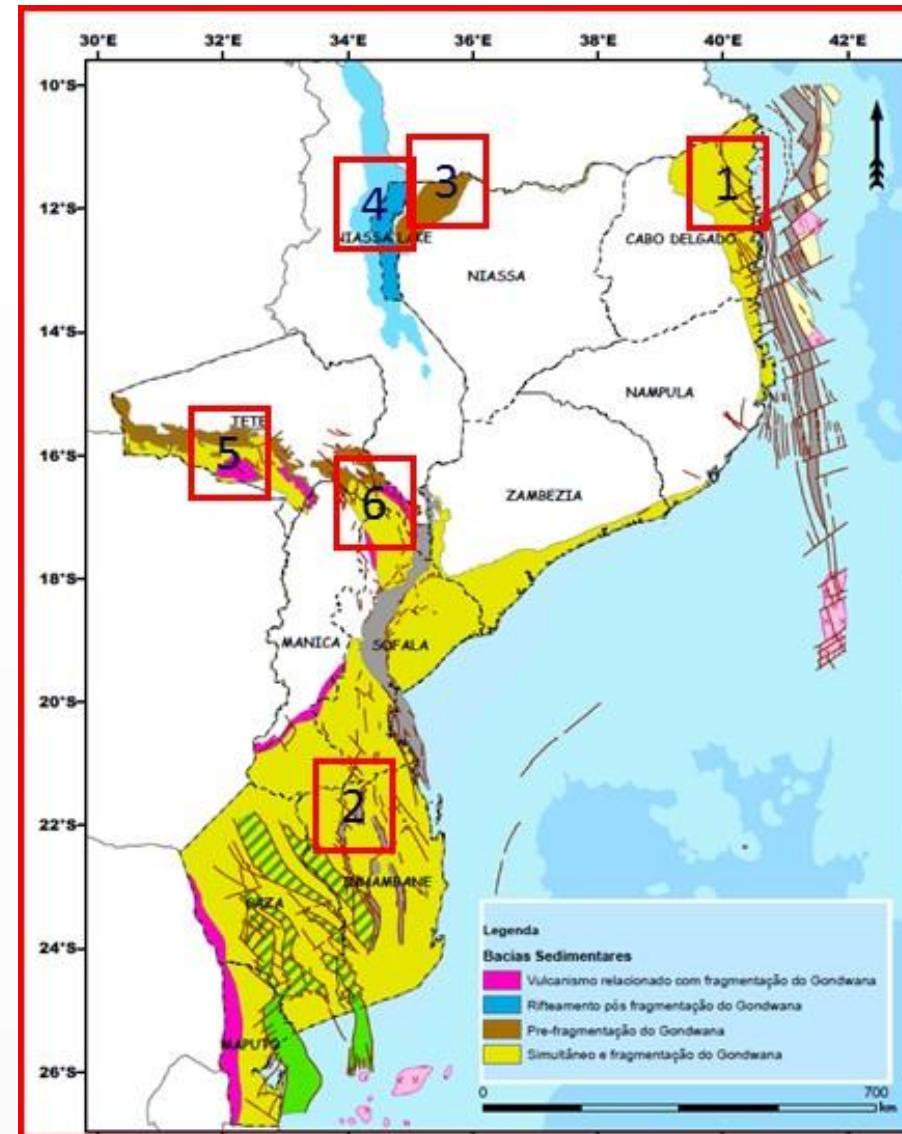 30°E 32°E 34°E 36°E 38°E 40°E 42°E
10°S
12°S
14°S
16°S
18°S
20°S
22°S
24°S
26°S
3
1
4
NIASSA LAKE
CABO DELGADO
NIASSA
NAMPULA
TETE
5
6
ZAMBEZIA
MANICA
SOFALA
2
INHAMBANE
GAZA
MAPUTO
Legenda
Bacias Sedimentares
Vulcanismo relacionado com fragmentação do Gondwana
Rifteamento pós fragmentação do Gondwana
Pre-fragmentação do Gondwana
Simultâneo e fragmentação do Gondwana
0 700
km